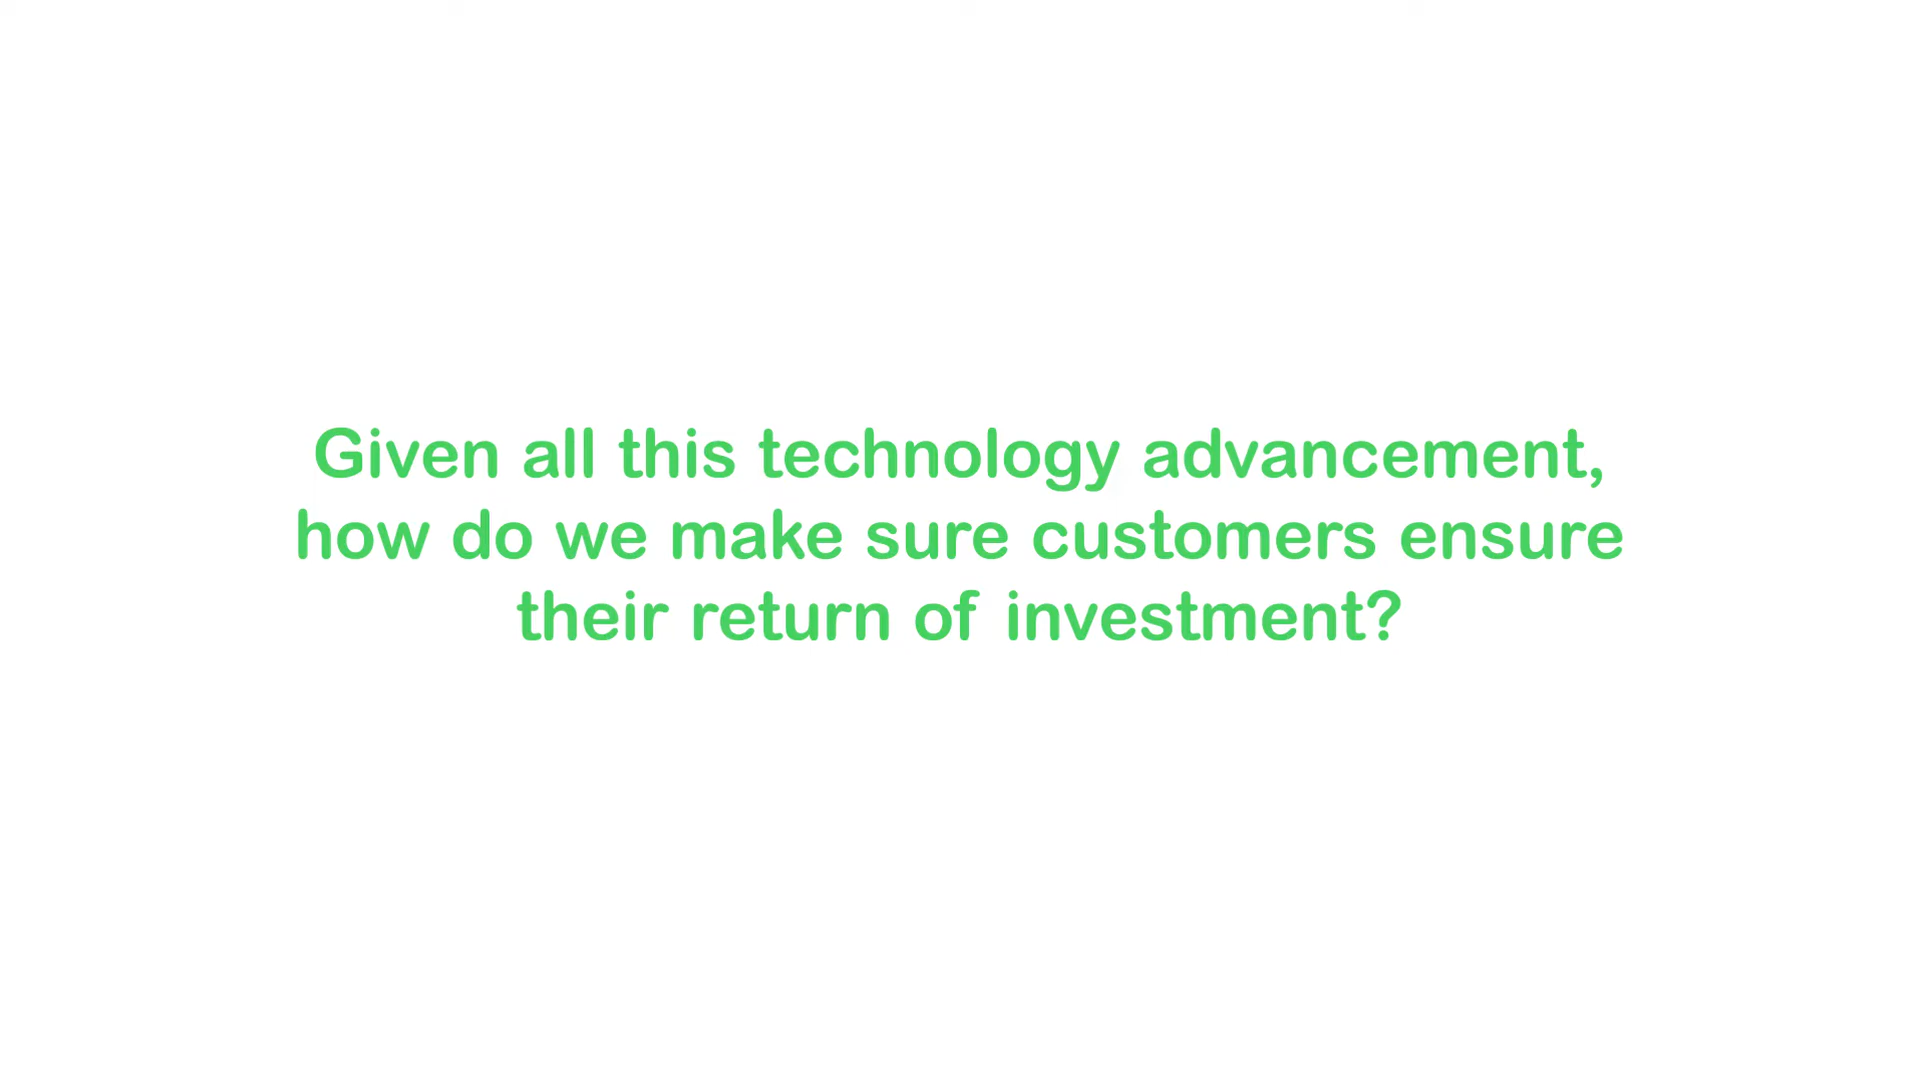 Given all this technology advancement,
how do we make sure customers ensure
their return of investment?